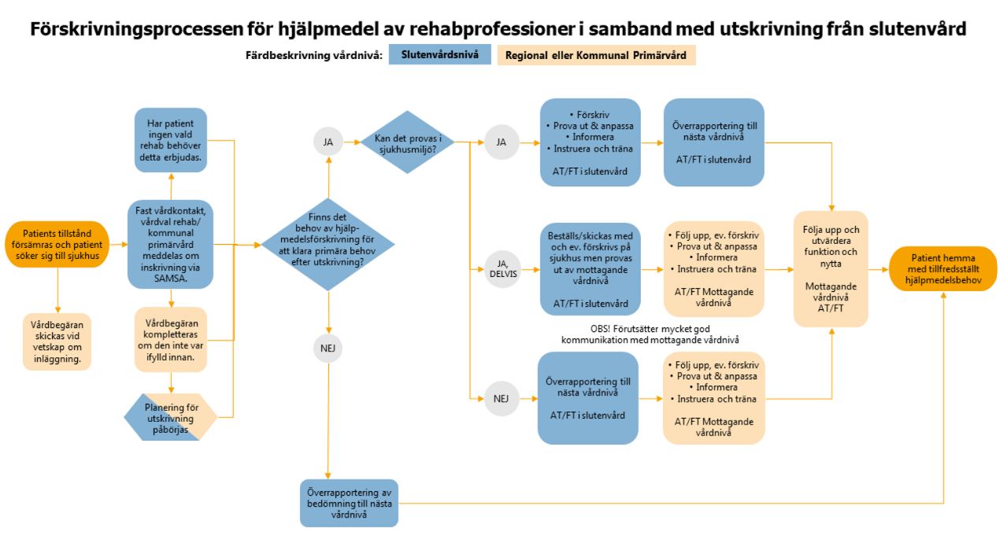 Förskrivningsprocessen för hjälpmedel av rehabprofessioner i samband med utskrivning från slutenvård
Färdbeskrivning vårdnivå:
Slutenvårdsnivå
Regional eller Kommunal Primärvård
Patients tillstånd
försämras och patient
söker sig till sjukhus
Vårdbegäran
skickas vid
vetskap om
inläggning.
Har patient
ingen vald
rehab behöver
detta erbjudas.
Fast vårdkontakt,
vårdval rehab/
kommunal
primärvård
meddelas om
inskrivning via
SAMSA.
Vårdbegäran
kompletteras
om den inte var
ifylld innan.
Planering för
utskrivning
påbörjas
Finns det
behov av hjälp-
medelsförskrivning för
att klara primära behov
efter utskrivning?
JA
Kan det provas i
sjukhusmiljö?
JA
• Förskriv
• Prova ut & anpassa
• Informera
• Instruera och träna
AT/FT i slutenvård
Överrapportering till
nästa vårdnivå
AT/FT i slutenvård
JA,
DELVIS
Beställs/skickas med
och ev. förskrivs på
sjukhus men provas
ut av mottagande
vårdnivå
AT/FT i slutenvård
• Följ upp, ev. förskriv
• Prova ut & anpassa
• Informera
• Instruera och träna
AT/FT Mottagande
vårdnivå
OBS! Förutsätter mycket god
kommunikation med mottagande vårdnivå
NEJ
Överrapportering till
nästa vårdnivå
AT/FT i slutenvård
• Följ upp, ev. förskriv
• Prova ut & anpassa
• Informera
• Instruera och träna
AT/FT Mottagande
vårdnivå
Följa upp och
utvärdera
funktion och
nytta
Mottagande
vårdnivå
AT/FT
Patient hemma
med tillfredsställt
hjälpmedelsbehov
NEJ
Överrapportering av
bedömning till nästa
vårdnivå